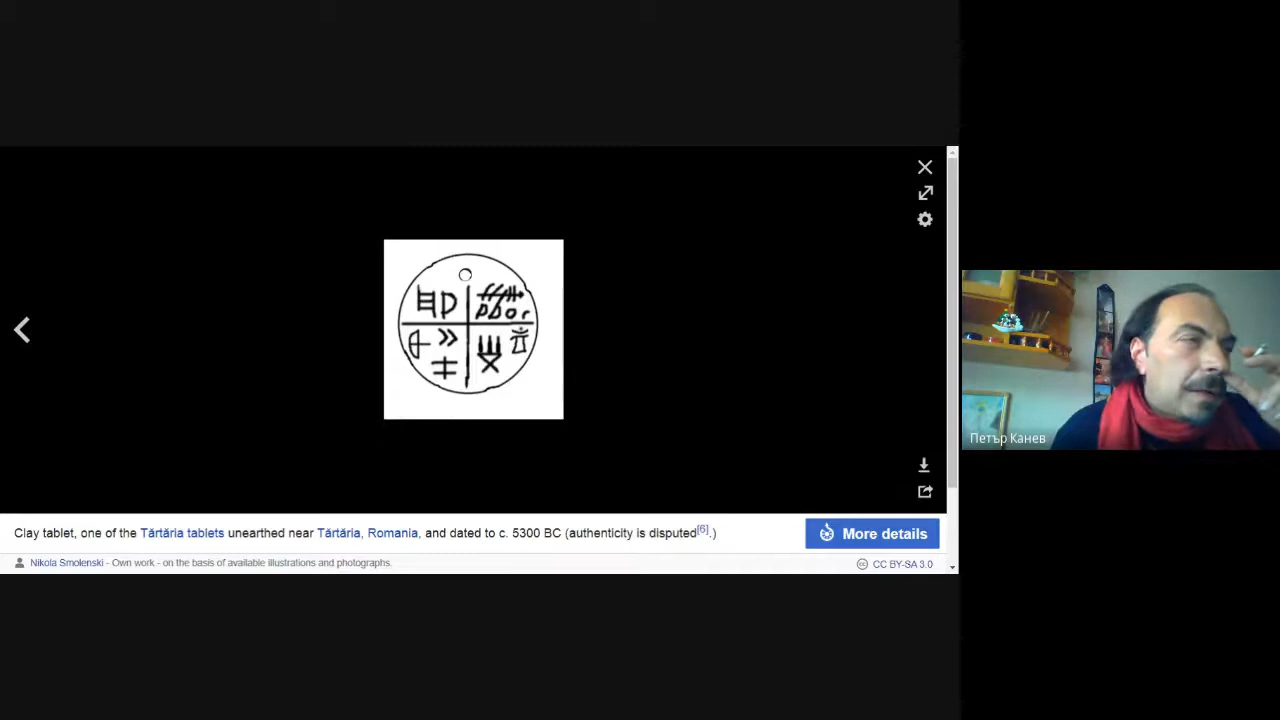 Clay tablet, one of the Tărtăria tablets unearthed near Tărtăria, Romania, and dated to c. 5300 BC (authenticity is disputed[6].)
More details
Nikola Smolenski - Own work - on the basis of available illustrations and photographs.
CC BY-SA 3.0
Петър Канев